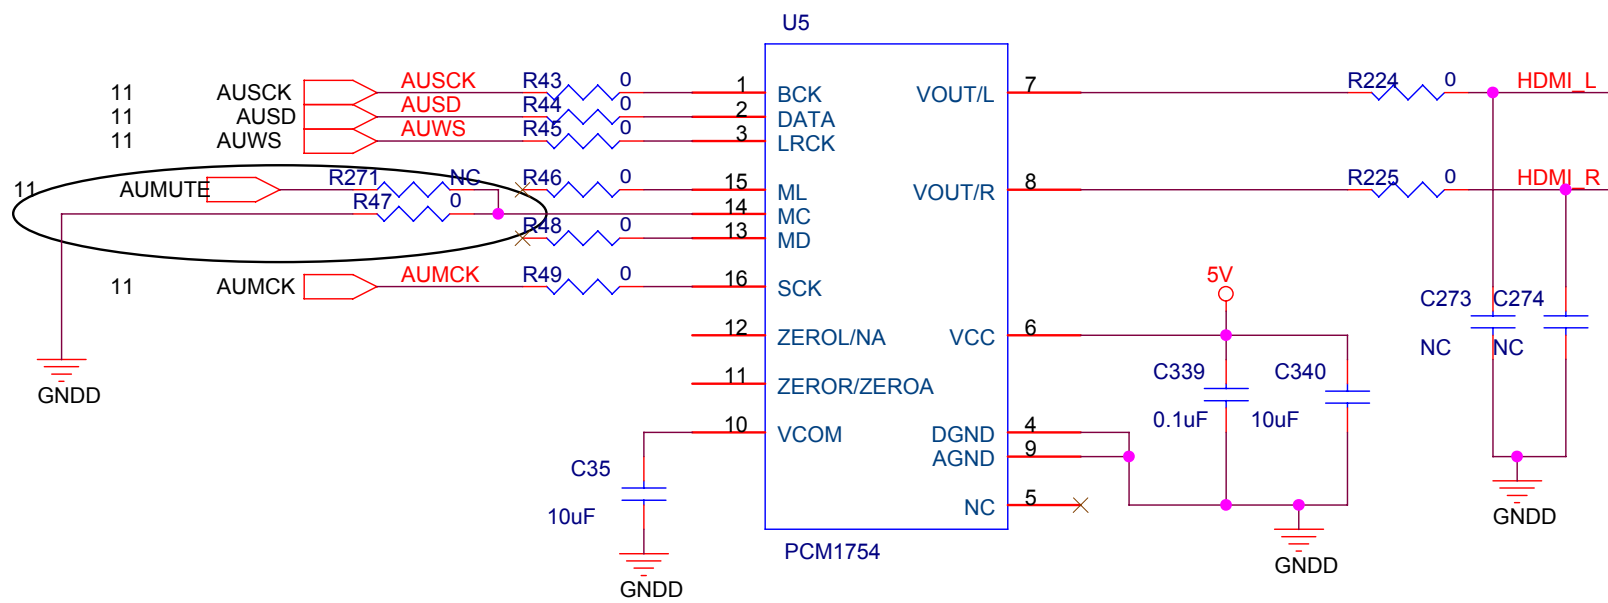 U5
11 AUSCK AUSCK R43 0 1 BCK VOUT/L 7 R224 0 HDMI_L
11 AUSD AUSD R44 0 2 DATA
11 AUWS AUWS R45 0 3 LRCK
11 AUMUTE R271 NC R46 0 15 ML VOUT/R 8 R225 0 HDMI_R
R47 0 14 MC
R48 0 13 MD
11 AUMCK AUMCK R49 0 16 SCK
5V
C273 C274
12 ZEROL/NA VCC 6
NC NC
11 ZEROR/ZEROA C339 C340
GNDD
0.1uF 10uF
10 VCOM DGND 4
AGND 9
C35
NC 5
10uF
GNDD
PCM1754
GNDD
GNDD